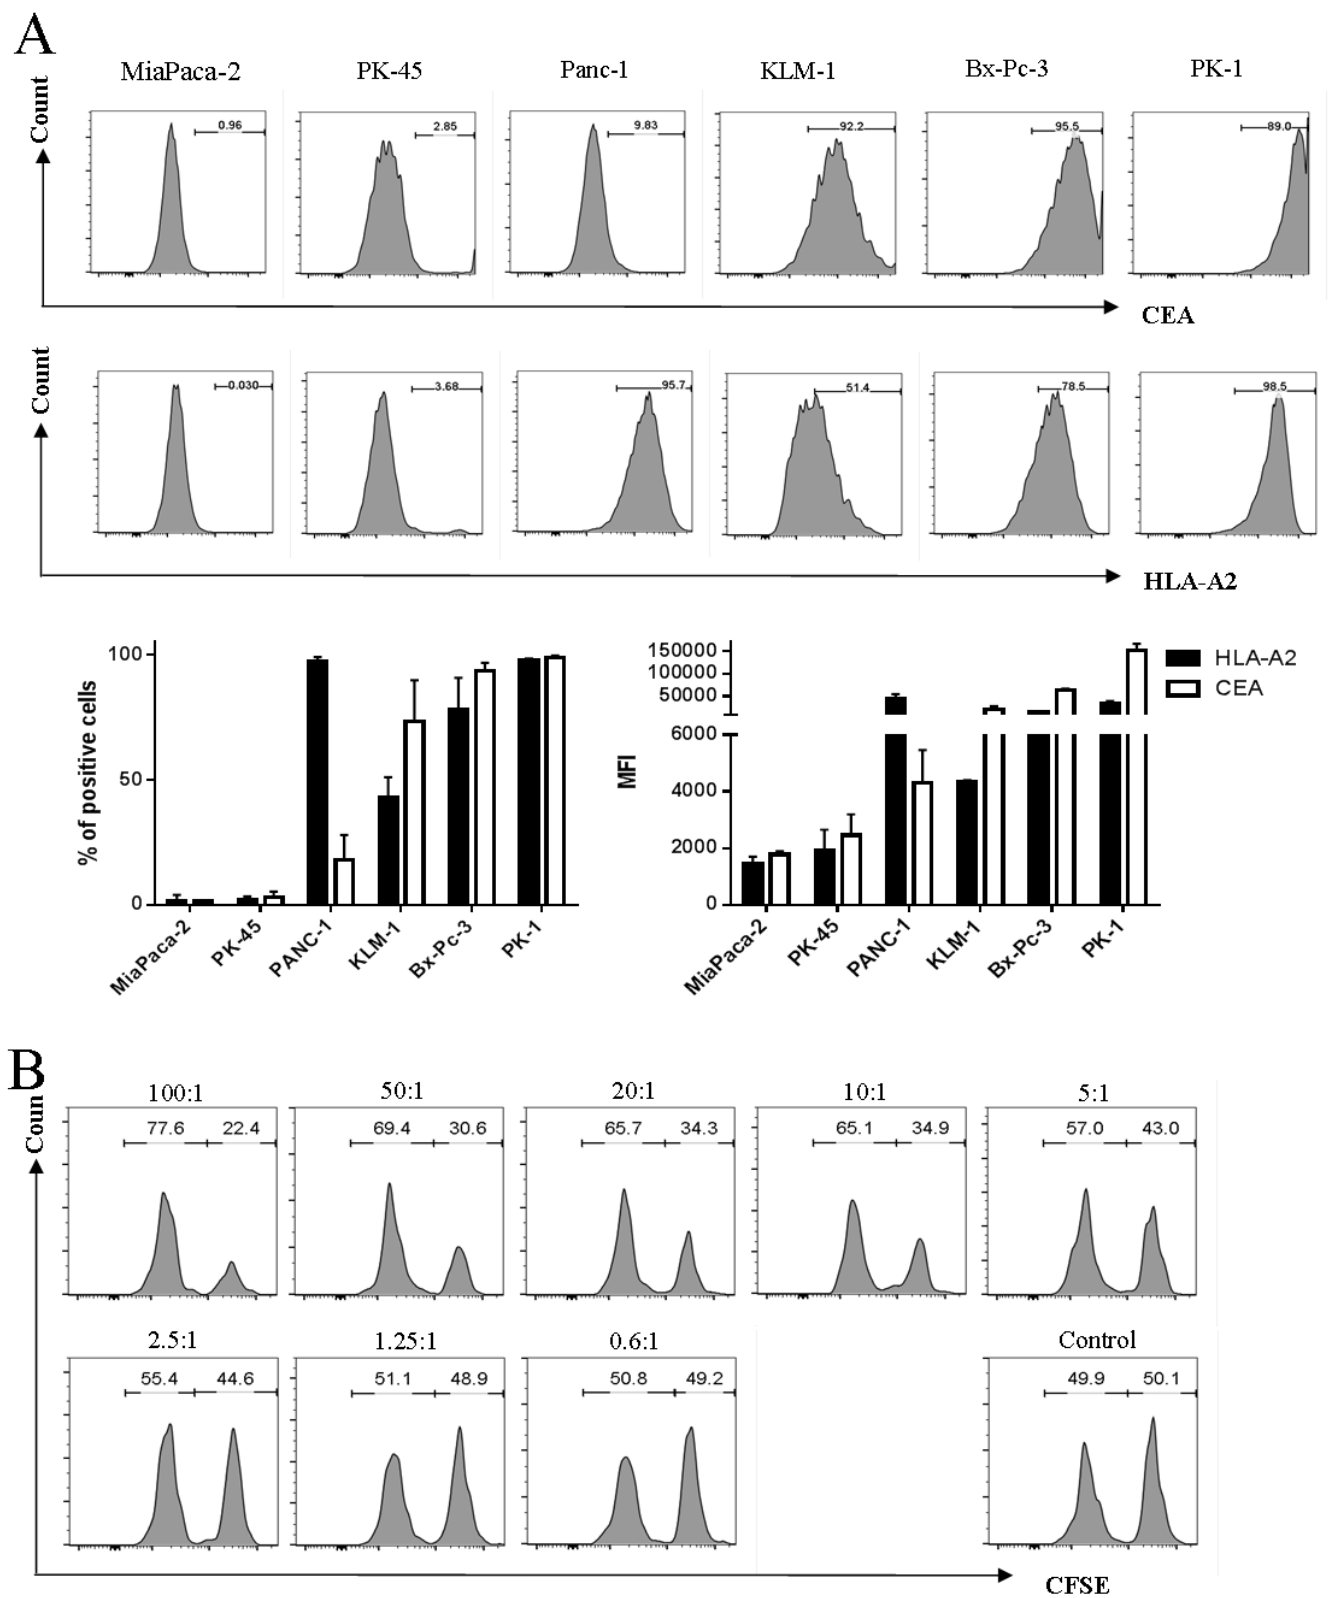 A
MiaPaca-2 PK-45 Panc-1 KLM-1 Bx-Pc-3 PK-1
Count
0.96 2.85 9.83 92.2 95.5 89.0
CEA
Count
0.030 3.68 95.7 51.4 78.5 98.5
HLA-A2
% of positive cells
100
50
0
MiaPaca-2 PK-45 PANC-1 KLM-1 Bx-Pc-3 PK-1
MFI
150000
100000
50000
6000
4000
2000
0
MiaPaca-2 PK-45 PANC-1 KLM-1 Bx-Pc-3 PK-1
HLA-A2
CEA
B
Coun
100:1 50:1 20:1 10:1 5:1
77.6 22.4 69.4 30.6 65.7 34.3 65.1 34.9 57.0 43.0
2.5:1 1.25:1 0.6:1 Control
55.4 44.6 51.1 48.9 50.8 49.2 49.9 50.1
CFSE